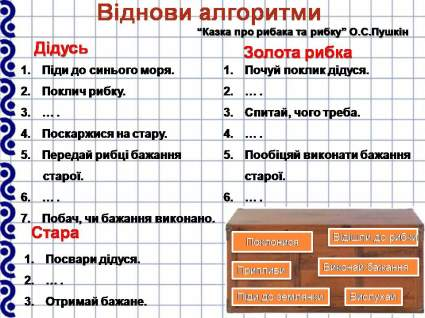 Віднови алгоритми
“Казка про рибака та рибку” О.С.Пушкін
Дідусь
1. Піди до синього моря.
2. Поклич рибку.
3. ... .
4. Поскаржися на стару.
5. Передай рибці бажання
старої.
6. ... .
7. Побач, чи бажання виконано.
Золота рибка
1. Почуй поклик дідуся.
2. ... .
3. Спитай, чого треба.
4. ... .
5. Пообіцяй виконати бажання
старої.
6. ... .
Стара
1. Посвари дідуся.
2. ... .
3. Отримай бажане.
Поклонися
Відішли до рибки
Припливи
Виконай бажання
Піди до землянки
Вислухай